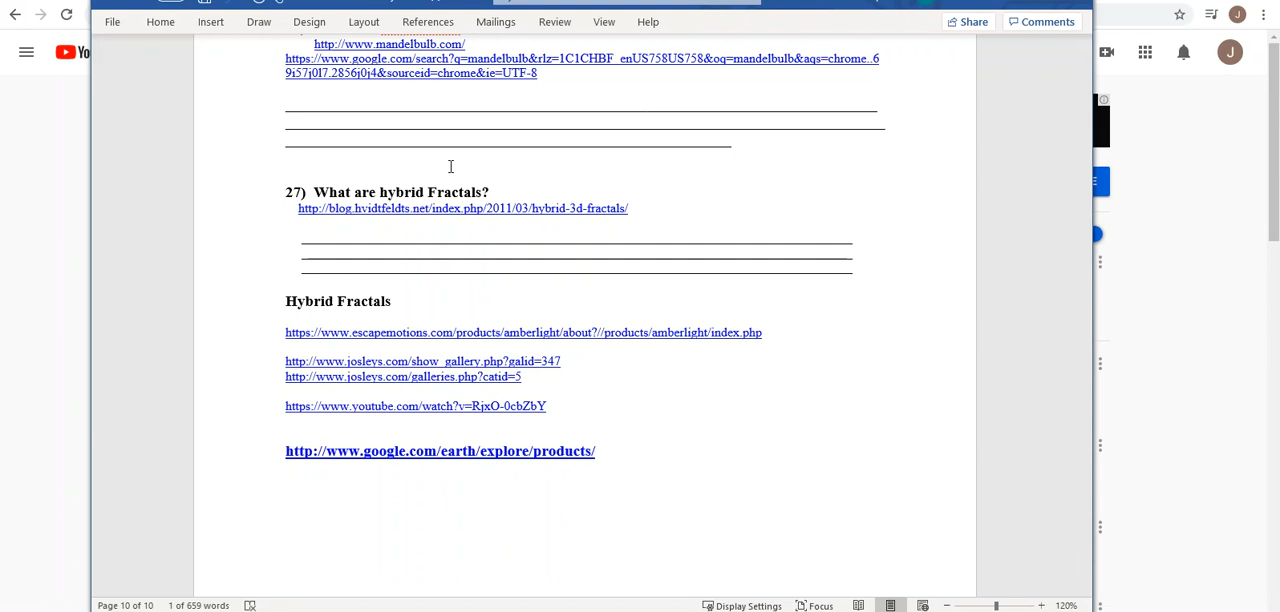 File Home Insert Draw Design Layout References Mailings Review View Help Share Comments
http://www.mandelbulb.com/
https://www.google.com/search?q=mandelbulb&rlz=1C1CHBF_enUS758US758&oq=mandelbulb&aqs=chrome..6
9i57j0l7.2856j0j4&sourceid=chrome&ie=UTF-8
27) What are hybrid Fractals?
http://blog.hvidtfeldts.net/index.php/2011/03/hybrid-3d-fractals/
Hybrid Fractals
https://www.escapemotions.com/products/amberlight/about?//products/amberlight/index.php
http://www.josleys.com/show_gallery.php?galid=347
http://www.josleys.com/galleries.php?catid=5
https://www.youtube.com/watch?v=RjxO-0cbZbY
http://www.google.com/earth/explore/products/
Page 10 of 10 1 of 659 words Display Settings Focus 120%
J
J